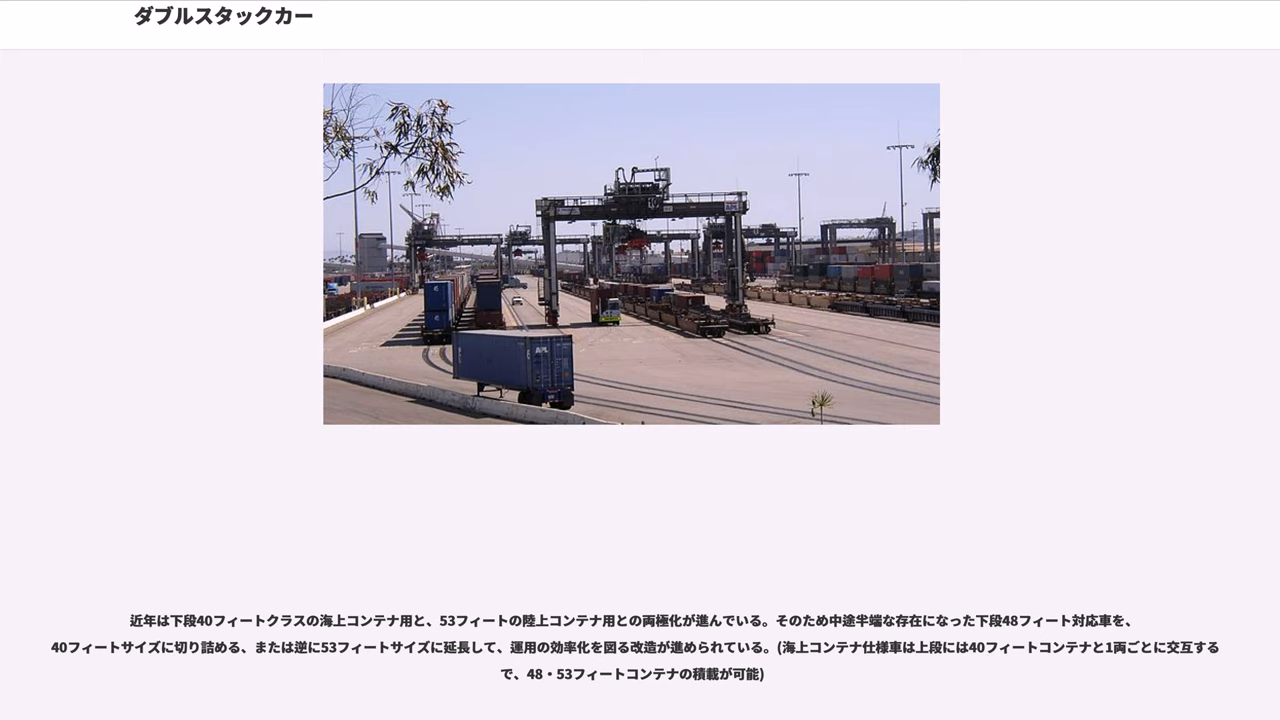 ダブルスタックカー
APL
近年は下段40フィートクラスの海上コンテナ用と、53フィートの陸上コンテナ用との両極化が進んでいる。そのため中途半端な存在になった下段48フィート対応車を、
40フィートサイズに切り詰める、または逆に53フィートサイズに延長して、運用の効率化を図る改造が進められている。(海上コンテナ仕様車は上段には40フィートコンテナと1両ごとに交互する
で、48・53フィートコンテナの積載が可能)